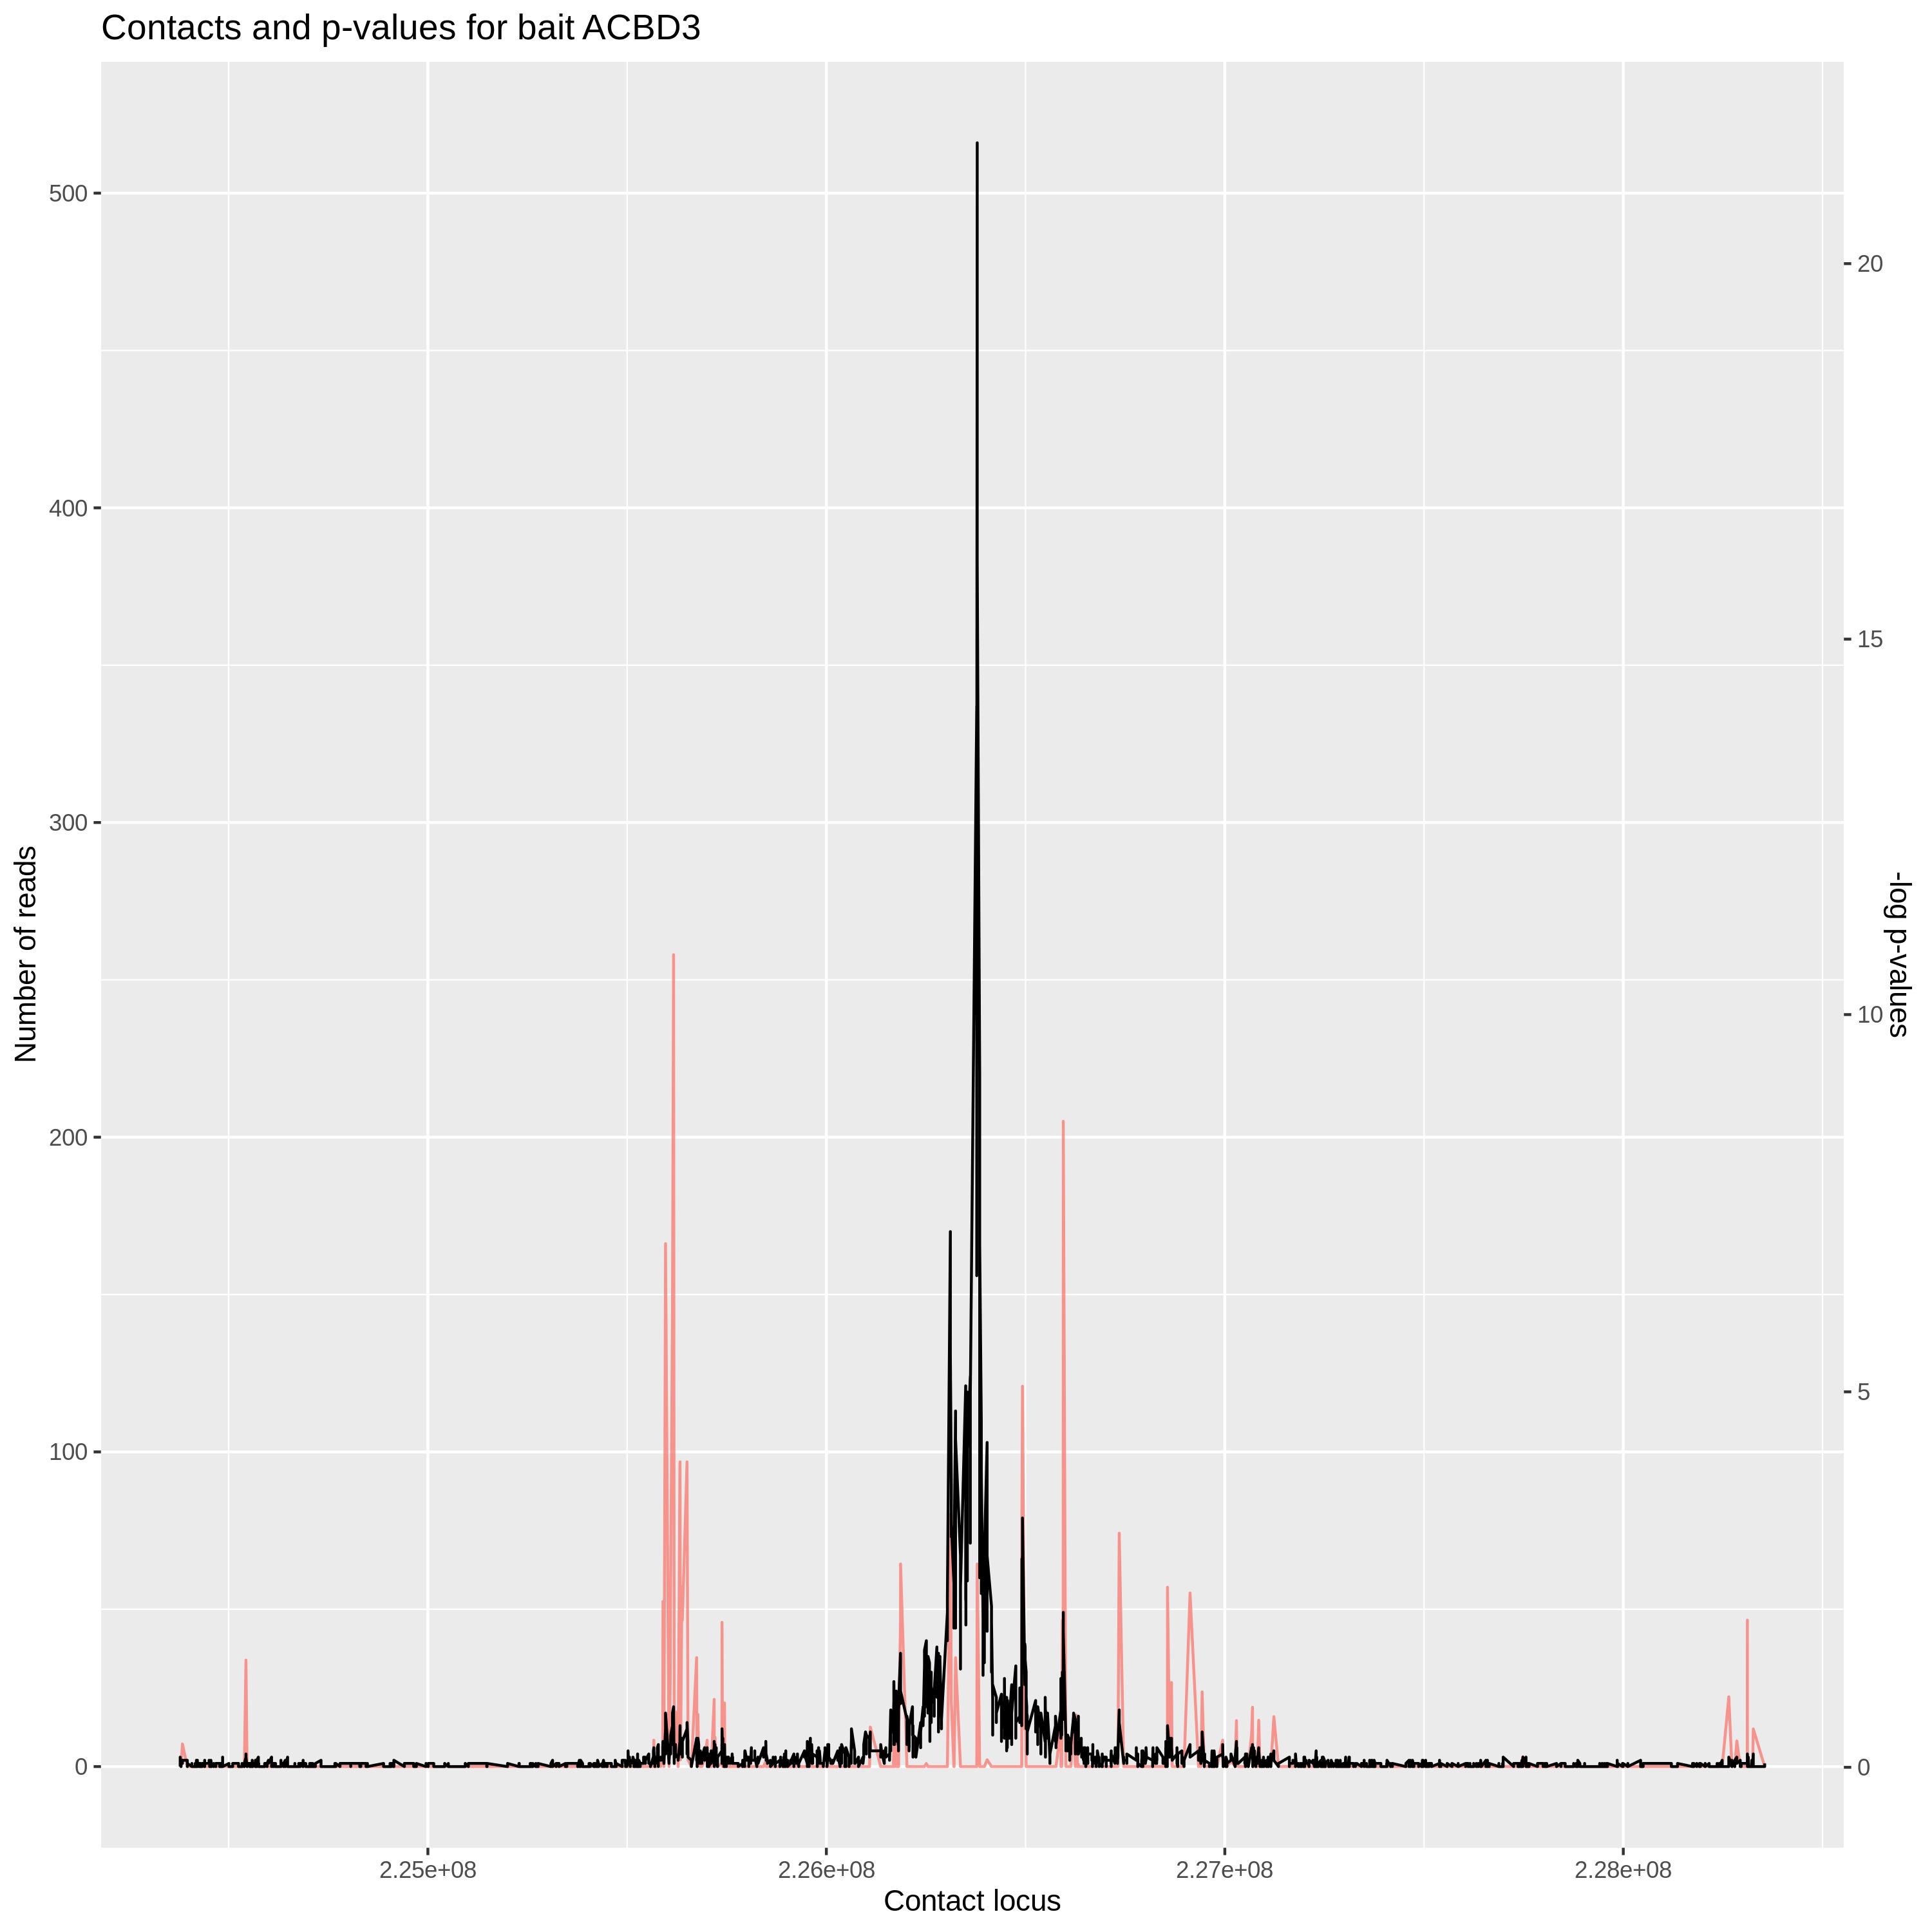 Contacts and p-values for bait ACBD3
500
400
300
200
100
0
Number of reads
20
15
10
5
0
-log p-values
2.25e+08
2.26e+08
2.27e+08
2.28e+08
Contact locus